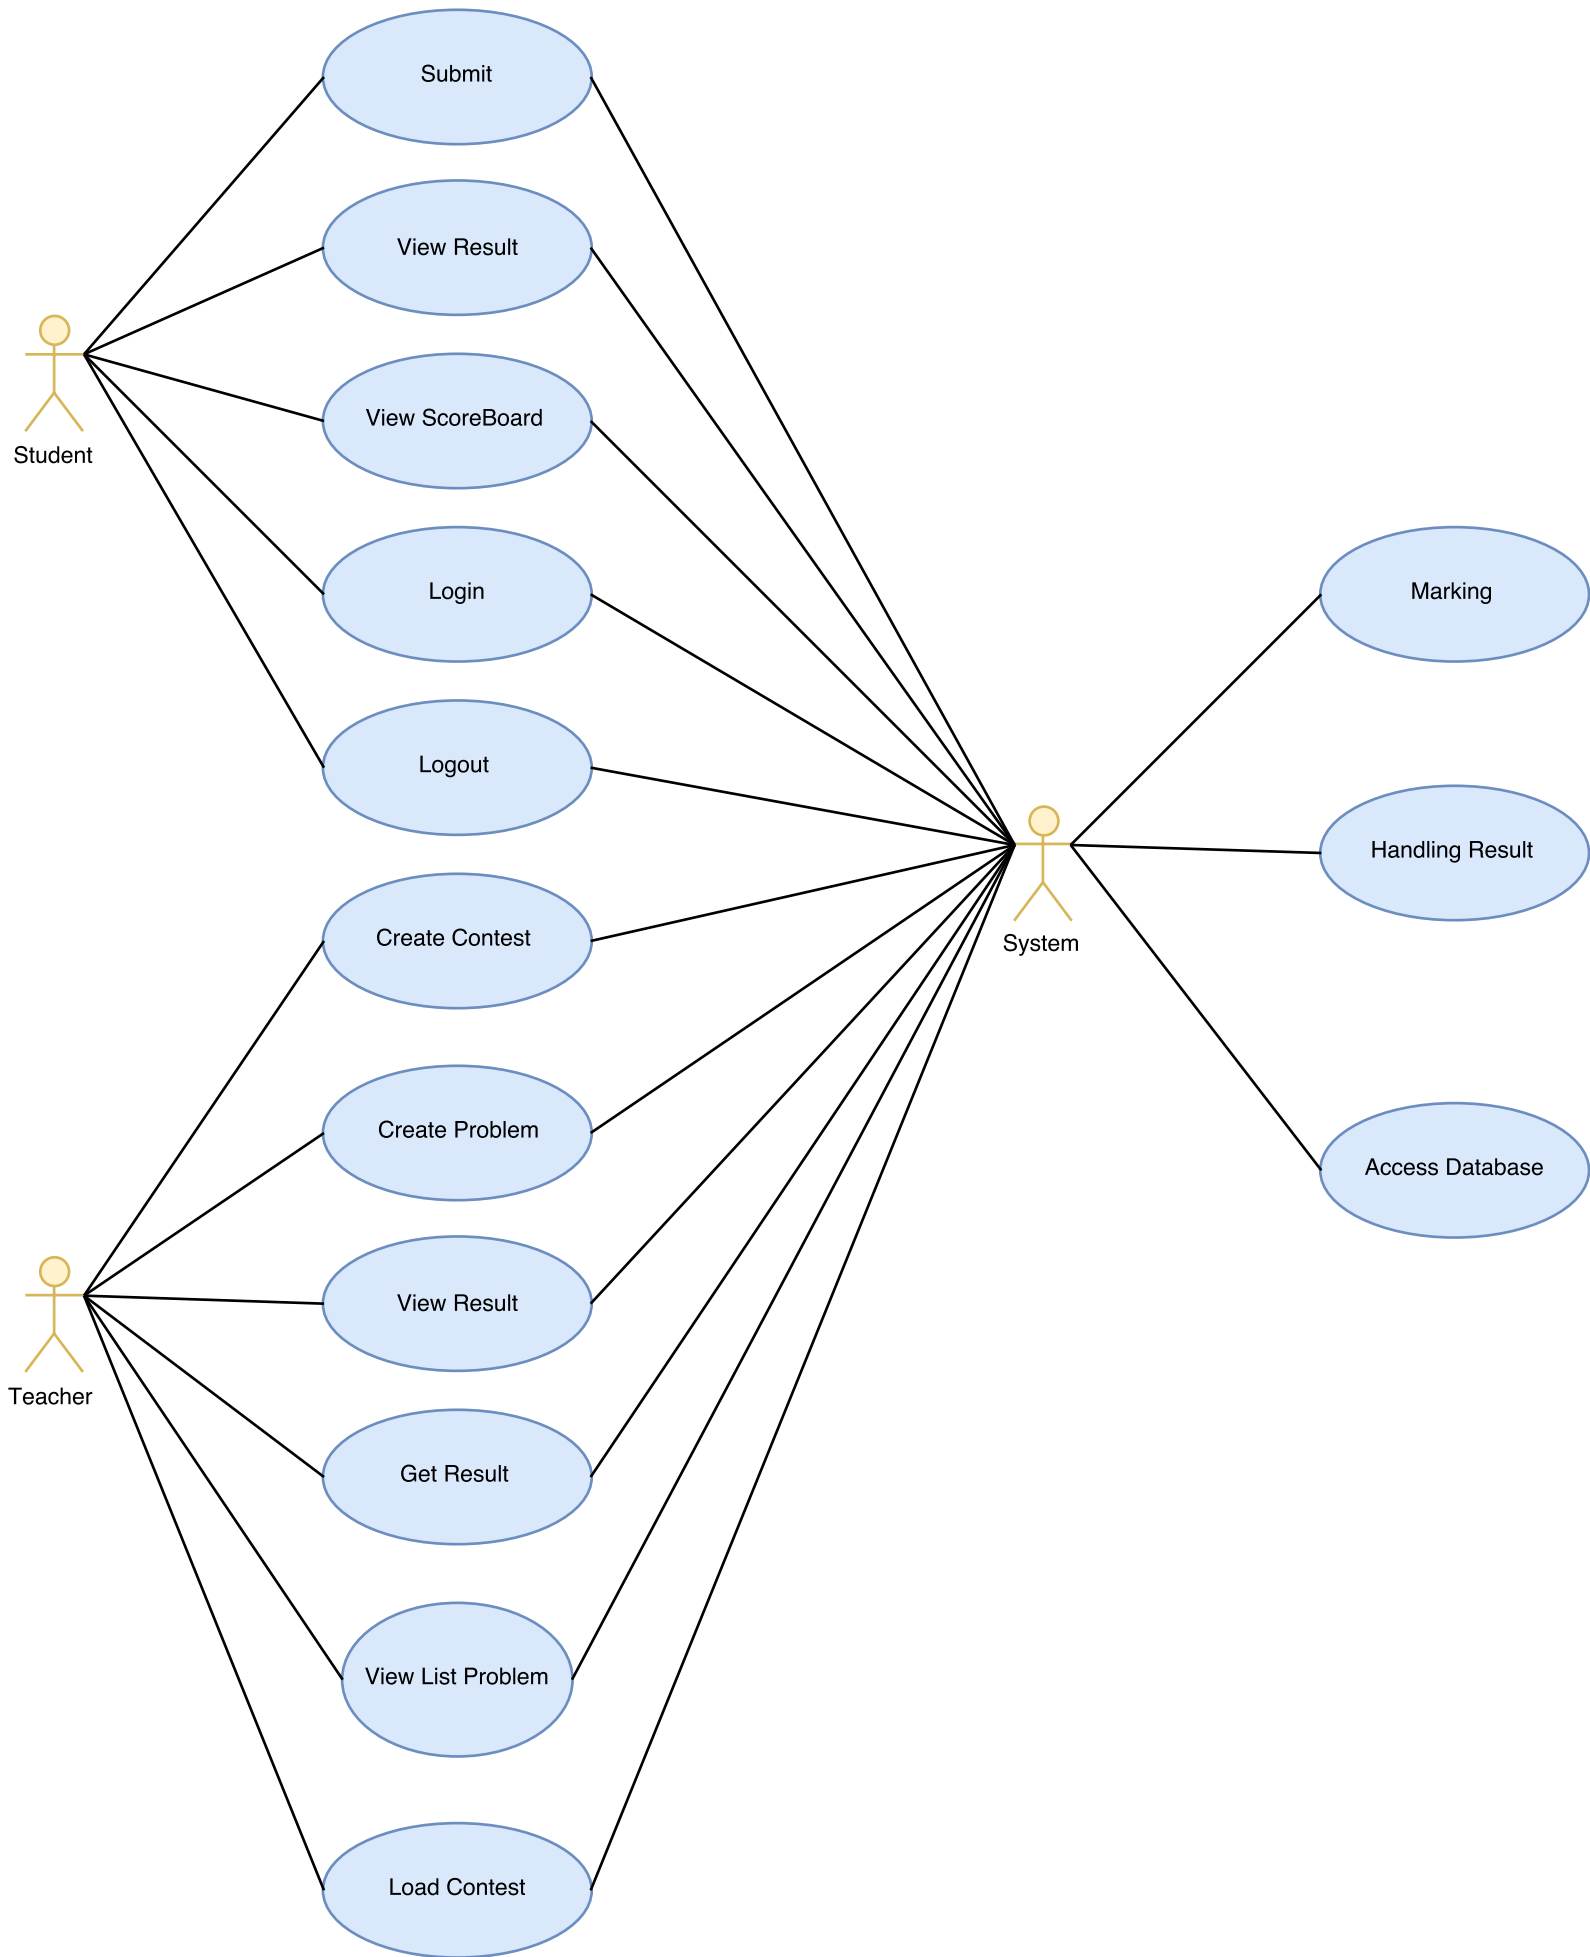 Submit
View Result
View ScoreBoard
Student
Login
Marking
Logout
Handling Result
Create Contest
System
Create Problem
Access Database
View Result
Teacher
Get Result
View List Problem
Load Contest